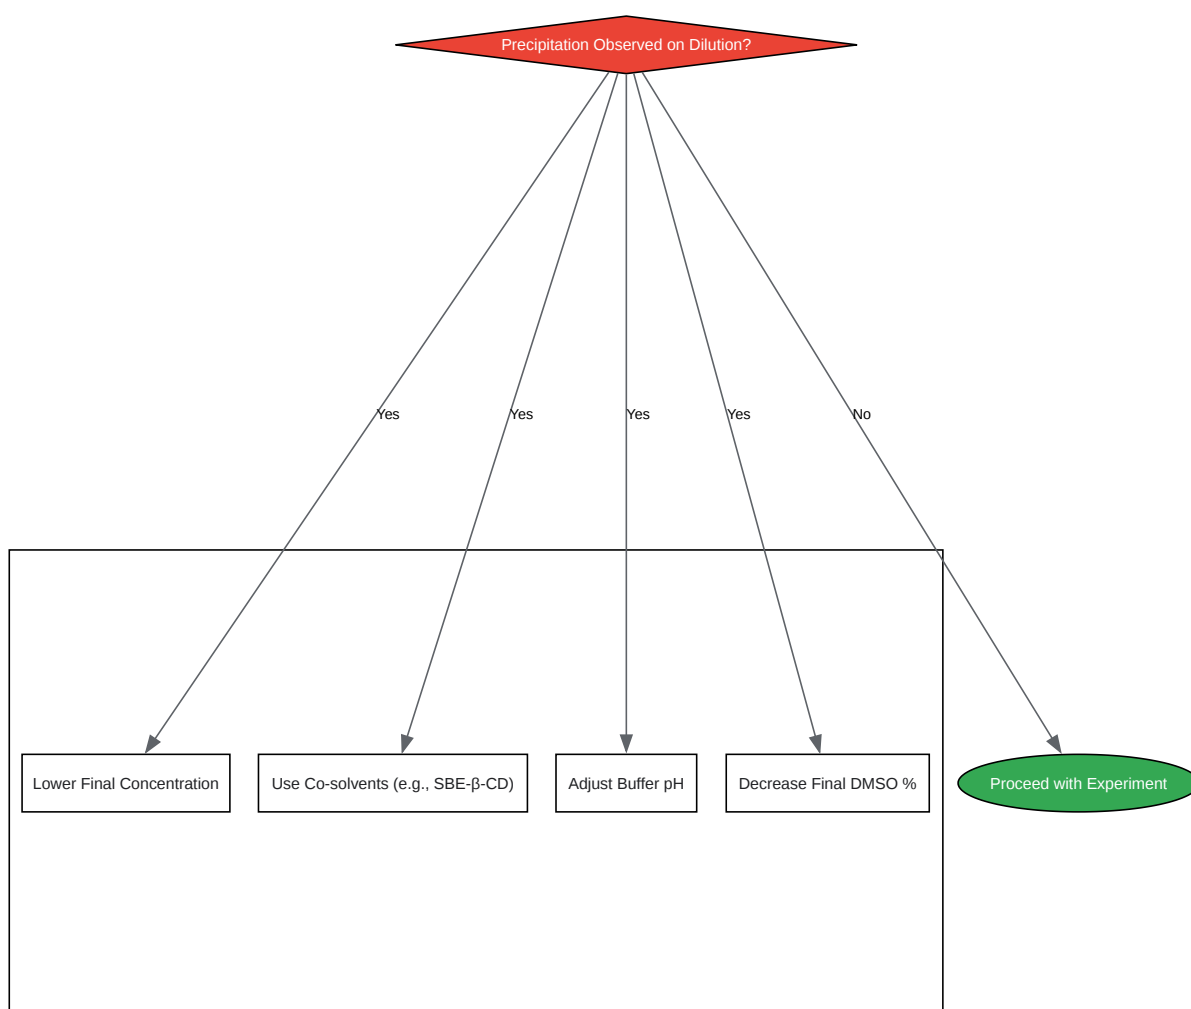 Precipitation Observed on Dilution?
Yes
Yes
Yes
Yes
No
Lower Final Concentration
Use Co-solvents (e.g., SBE-β-CD)
Adjust Buffer pH
Decrease Final DMSO %
Proceed with Experiment